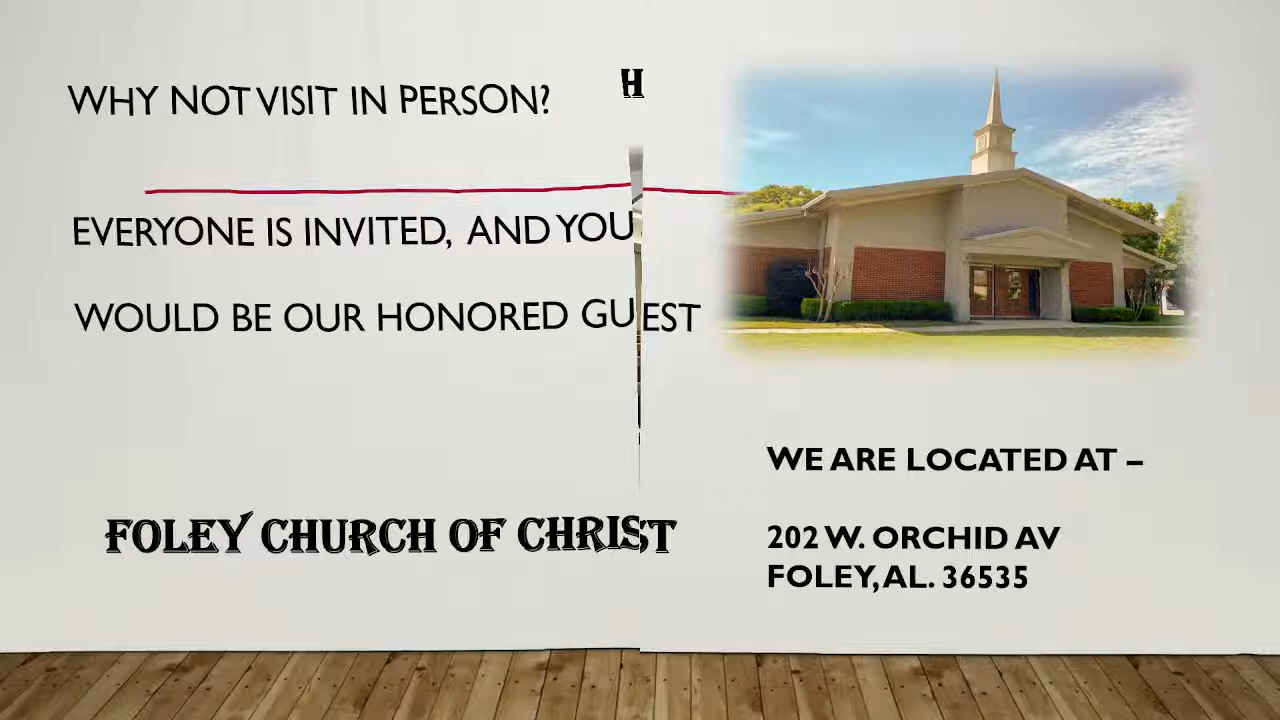 WHY NOT VISIT IN PERSON?
H
EVERYONE IS INVITED, AND YOU
WOULD BE OUR HONORED GUEST
FOLEY CHURCH OF CHRIST
WE ARE LOCATED AT –
202 W. ORCHID AV
FOLEY, AL. 36535